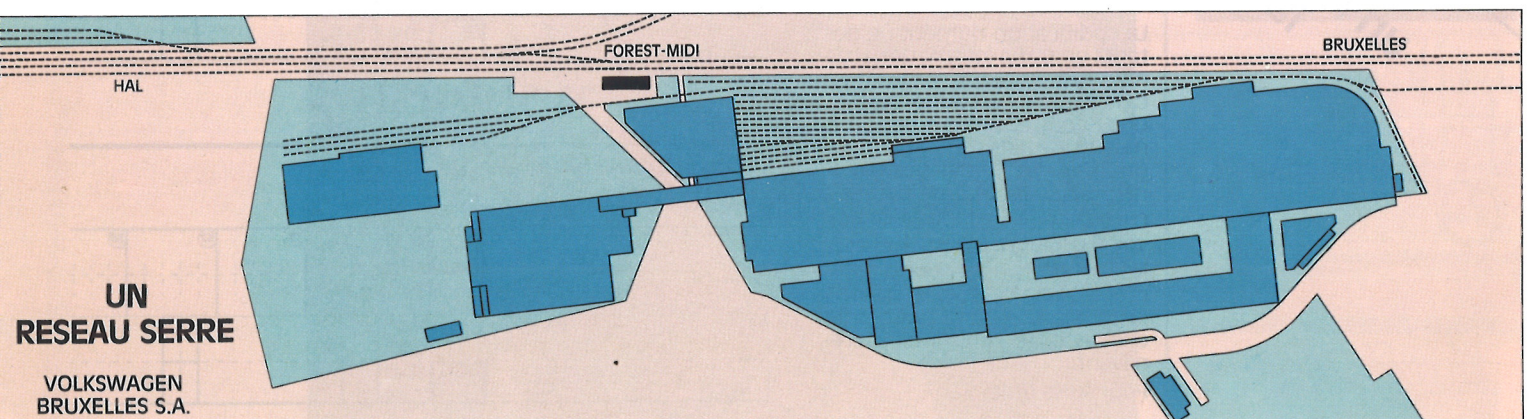 FOREST-MIDI
BRUXELLES
HAL
UN
RESEAU SERRE
VOLKSWAGEN
BRUXELLES S.A.